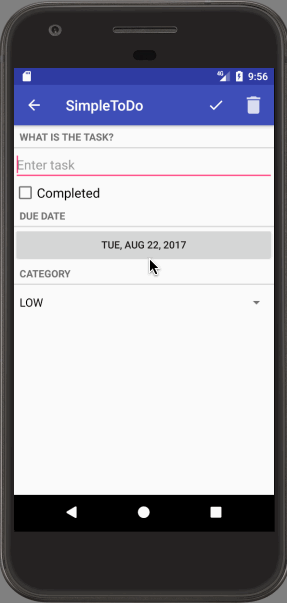 4G 9:56
SimpleToDo
WHAT IS THE TASK?
Enter task
Completed
DUE DATE
TUE, AUG 22, 2017
CATEGORY
LOW